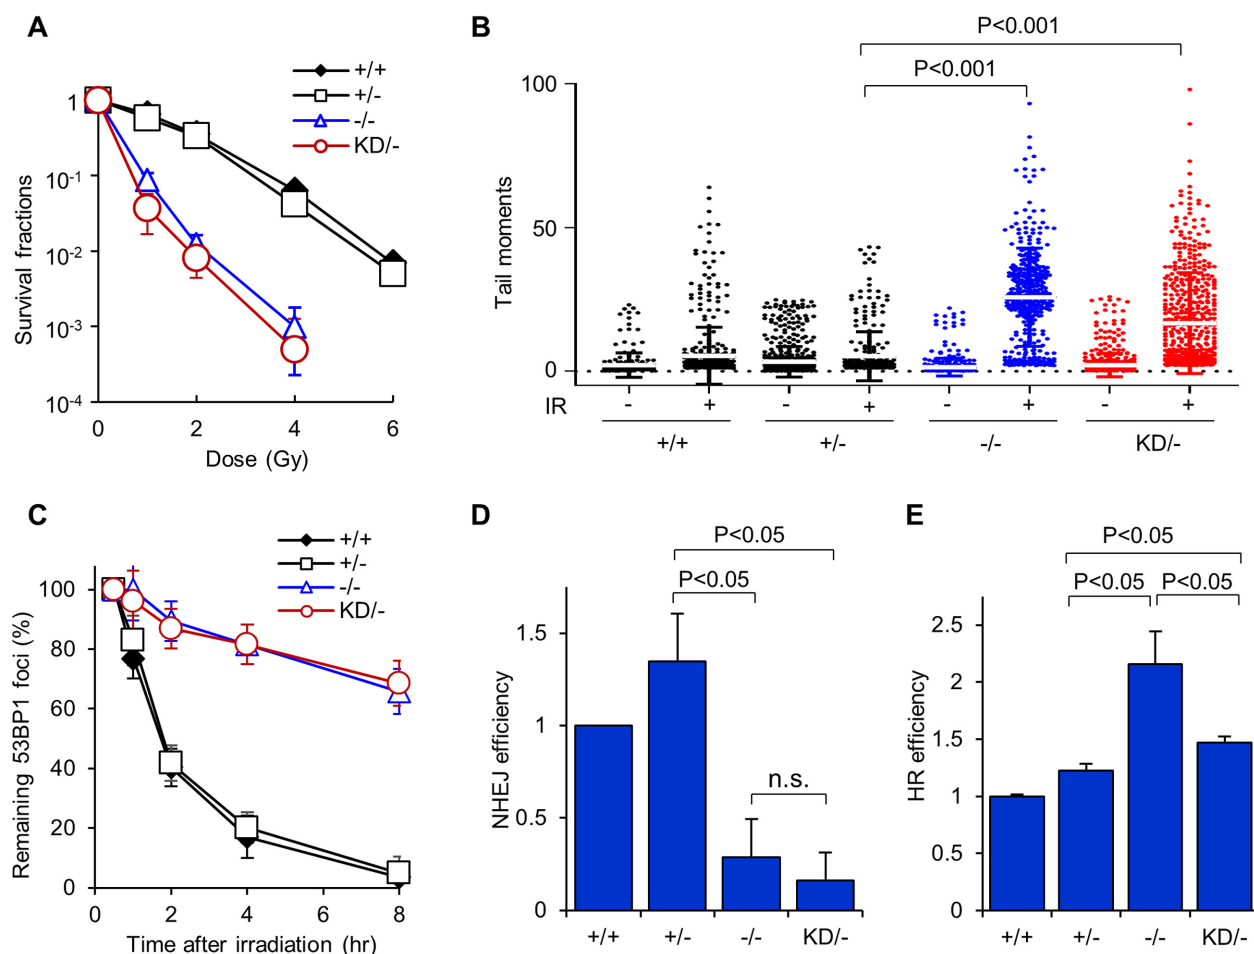 A
+/+
+/-
-/-
KD/-
1
10-1
10-2
10-3
10-4
0
2
4
6
Survival fractions
Dose (Gy)
B
P<0.001
P<0.001
100
50
0
Tail moments
IR
-
+
-
+
-
+
-
+
+/+
+/-
-/-
KD/-
C
+/+
+/-
-/-
KD/-
100
80
60
40
20
0
0
2
4
6
8
Remaining 53BP1 foci (%)
Time after irradiation (hr)
D
P<0.05
P<0.05
n.s.
1.5
1
0.5
0
NHEJ efficiency
+/+
+/-
-/-
KD/-
E
P<0.05
P<0.05
P<0.05
2.5
2
1.5
1
0.5
0
HR efficiency
+/+
+/-
-/-
KD/-